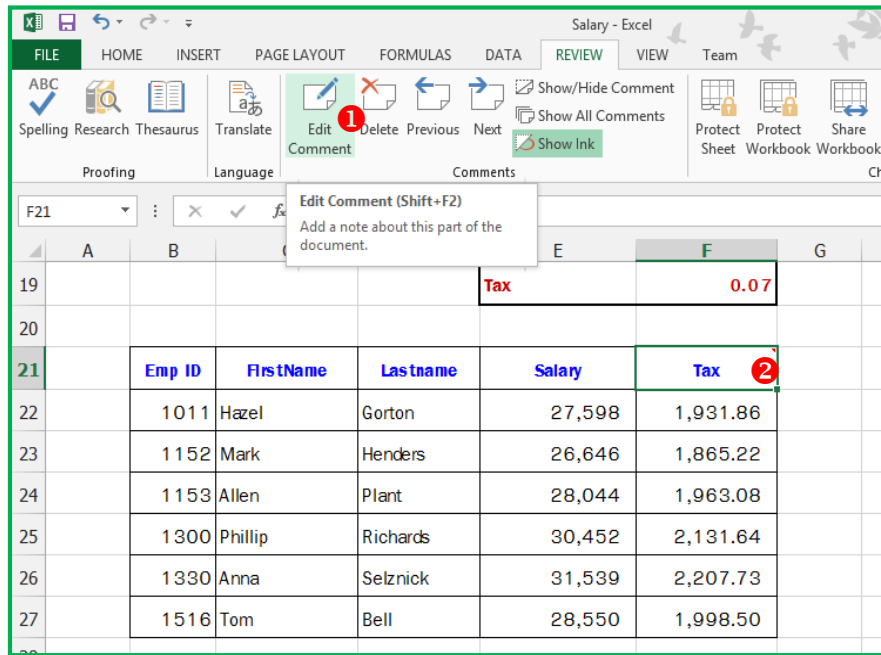 Salary - Excel
FILE HOME INSERT PAGE LAYOUT FORMULAS DATA REVIEW VIEW Team
ABC
Spelling Research Thesaurus Translate Edit Comment Delete Previous Next
1
Show/Hide Comment
Show All Comments
Show Ink
Protect Sheet Protect Workbook Share Workbook
Proofing Language Comments Ch
F21 fx
Edit Comment (Shift+F2)
Add a note about this part of the
document.
A B E F G
19 Tax 0.07
20
21 Emp ID FirstName Lastname Salary Tax 2
22 1011 Hazel Gorton 27,598 1,931.86
23 1152 Mark Henders 26,646 1,865.22
24 1153 Allen Plant 28,044 1,963.08
25 1300 Phillip Richards 30,452 2,131.64
26 1330 Anna Selznick 31,539 2,207.73
27 1516 Tom Bell 28,550 1,998.50